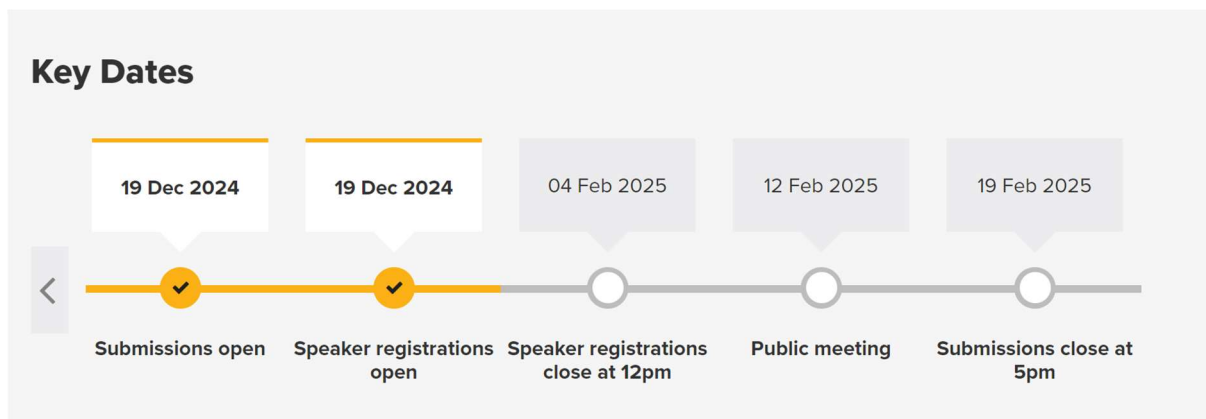 Key Dates
19 Dec 2024
19 Dec 2024
04 Feb 2025
12 Feb 2025
19 Feb 2025
Submissions open
Speaker registrations
open
Speaker registrations
close at 12pm
Public meeting
Submissions close at
5pm